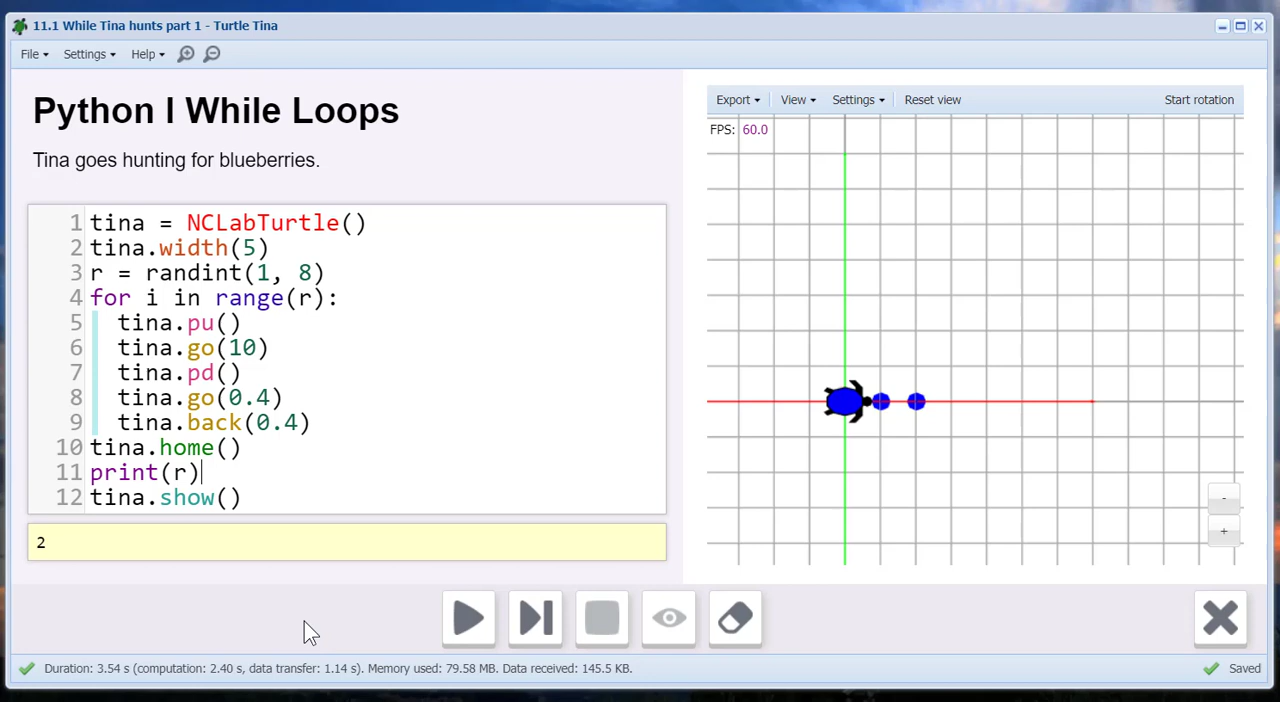 11.1 While Tina hunts part 1 - Turtle Tina
File Settings Help
Python I While Loops
Tina goes hunting for blueberries.
1 tina = NCLabTurtle()
2 tina.width(5)
3 r = randint(1, 8)
4 for i in range(r):
5 tina.pu()
6 tina.go(10)
7 tina.pd()
8 tina.go(0.4)
9 tina.back(0.4)
10 tina.home()
11 print(r)
12 tina.show()
2
Export View Settings Reset view Start rotation
FPS: 60.0
-
+
Duration: 3.54 s (computation: 2.40 s, data transfer: 1.14 s). Memory used: 79.58 MB. Data received: 145.5 KB.
Saved